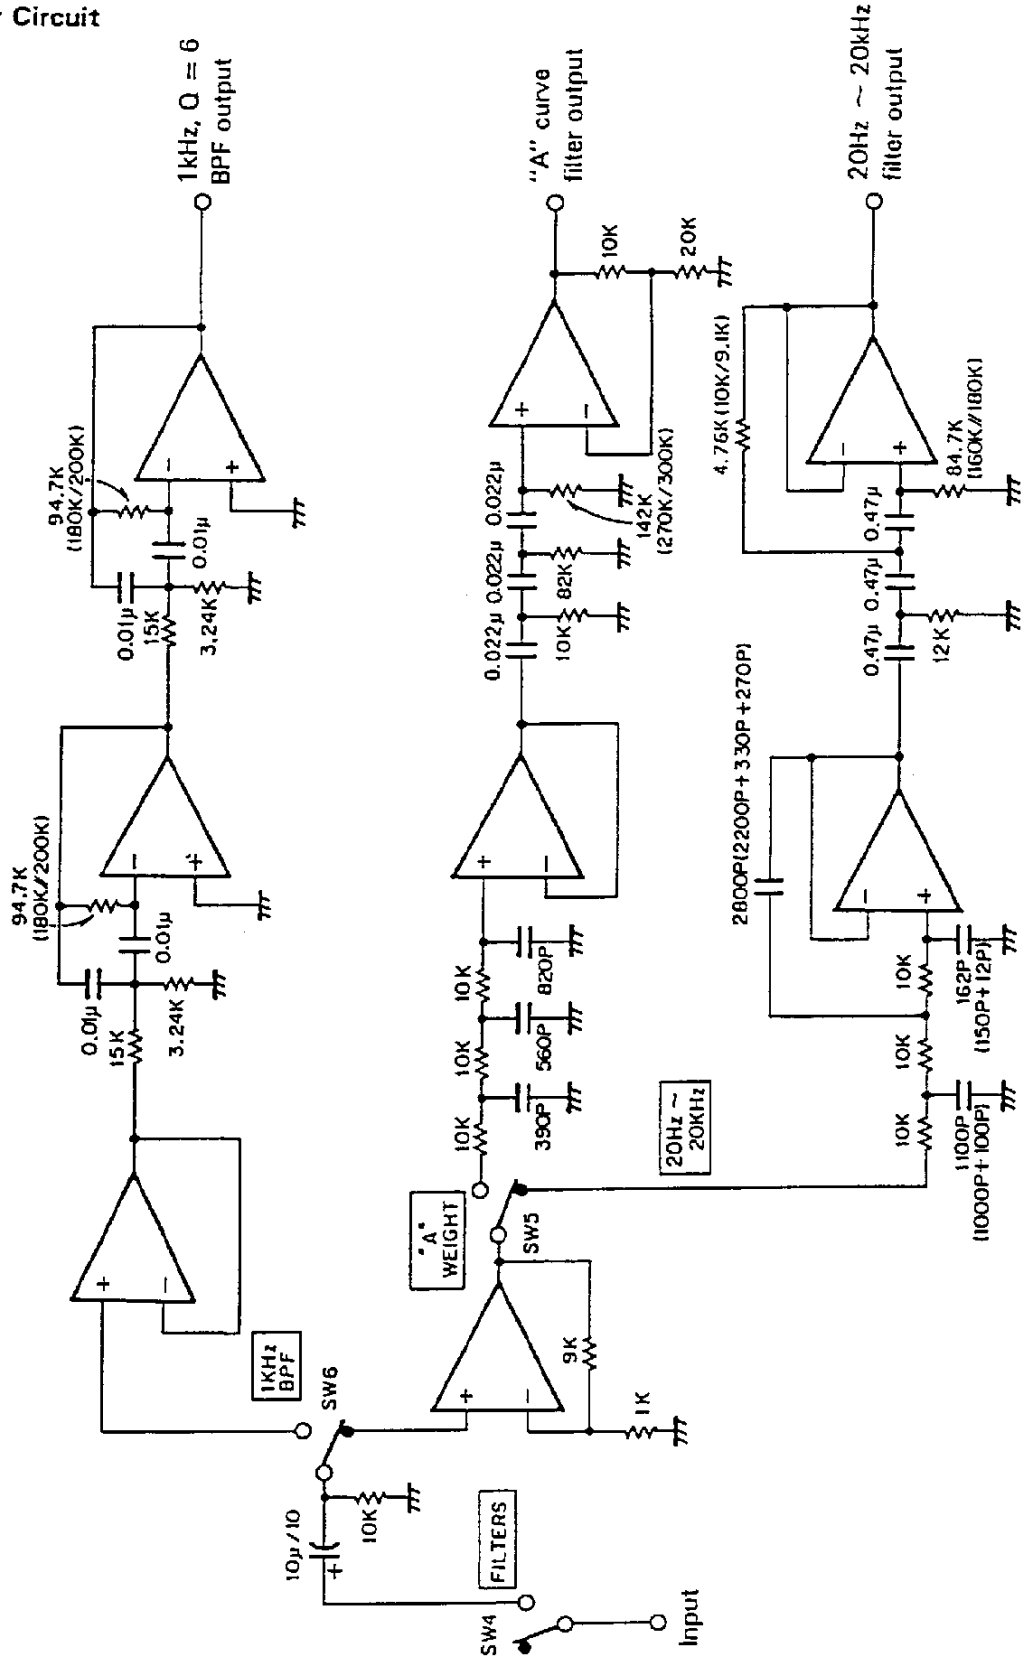 r Circuit
1kHz, Q = 6
BPF output
94.7K
(180K/200K)
0.01μ
0.01μ
15K
3.24K
94.7K
(180K/200K)
0.01μ
0.01μ
15K
3.24K
+
−
−
+
−
+
1KHz
BPF
SW6
10μ/10
+
10K
FILTERS
SW4
Input
"A" curve
filter output
10K
20K
+
−
0.022μ
0.022μ
0.022μ
10K
82K
142K
(270K/300K)
+
−
10K
10K
10K
390P
560P
820P
"A"
WEIGHT
SW5
+
−
9K
1K
20Hz ~
20KHz
20Hz ~ 20kHz
filter output
4.76K(10K/9.1K)
−
+
84.7K
(160K//180K)
0.47μ
0.47μ
0.47μ
12K
2800P(2200P+330P+270P)
−
+
10K
10K
10K
162P
(150P+12P)
1100P
(1000P+100P)